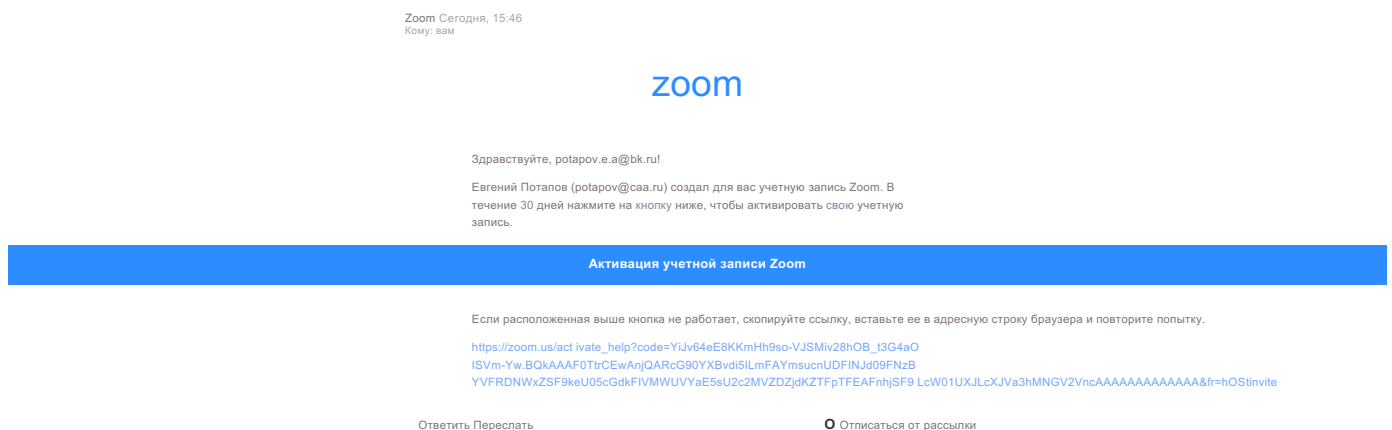 Zoom Сегодня, 15:46
Кому: вам
zoom
Здравствуйте, potapov.e.a@bk.ru!
Евгений Потапов (potapov@caa.ru) создал для вас учетную запись Zoom. В
течение 30 дней нажмите на кнопку ниже, чтобы активировать свою учетную
запись.
Активация учетной записи Zoom
Если расположенная выше кнопка не работает, скопируйте ссылку, вставьте ее в адресную строку браузера и повторите попытку.
https://zoom.us/act ivate_help?code=YiJv64eE8KKmHh9so-VJSMiv28hOB_t3G4aO
ISVm-Yw.BQkAAAF0TtrCEwAnjQARcG90YXBvdi5lLmFAYmsucnUDFINJd09FNzB
YVFRDNWxZSF9keU05cGdkFIVMWUVYaE5sU2c2MVZDZjdKZTFpTFEAFnhjSF9 LcW01UXJLcXJVa3hMNGV2VncAAAAAAAAAAAAA&fr=hOStinvite
Ответить Переслать
О Отписаться от рассылки